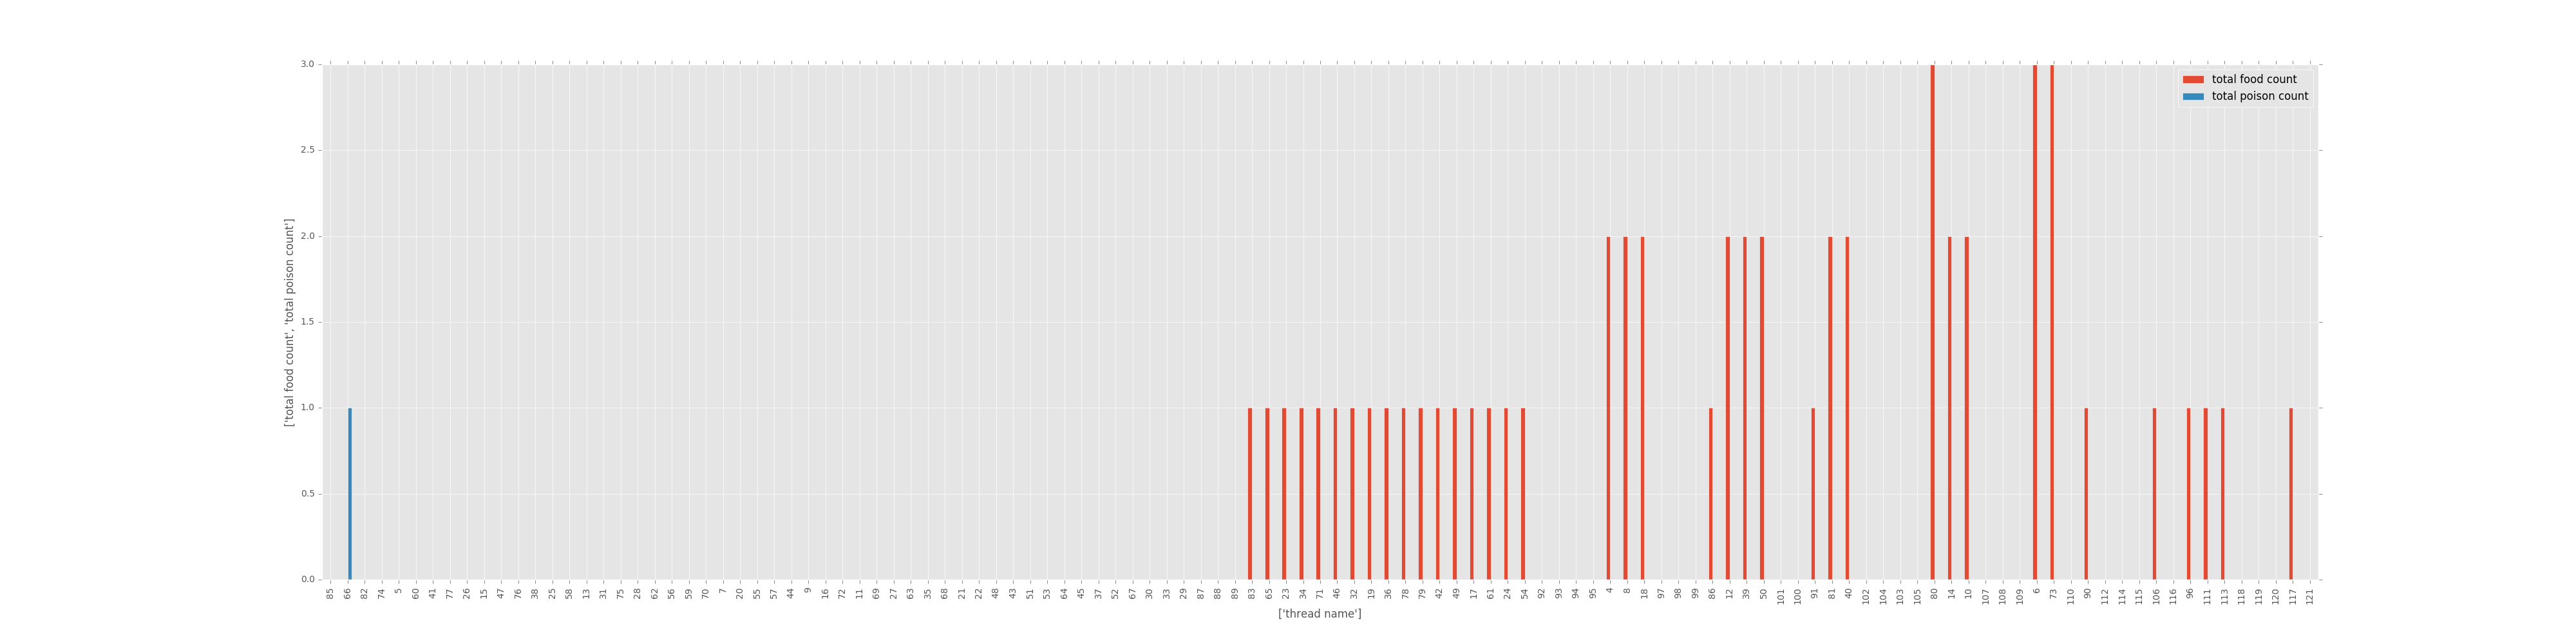 3.0
total food count
total poison count
2.5
2.0
1.5
1.0
0.5
0.0
['total food count', 'total poison count']
85 66 82 74 5 60 41 77 26 15 47 76 38 25 58 13 31 75 28 62 56 59 70 7 20 55 57 44 9 16 72 11 69 27 63 35 68 21 22 48 43 51 53 64 45 37 52 67 30 33 29 87 88 89 83 65 23 34 71 46 32 19 36 78 79 42 49 17 61 24 54 92 93 94 95 4 8 18 97 98 99 86 12 39 50 101 100 91 81 40 102 104 103 105 80 14 10 107 108 109 6 73 110 90 112 114 115 106 116 96 111 113 118 119 120 117 121
['thread name']